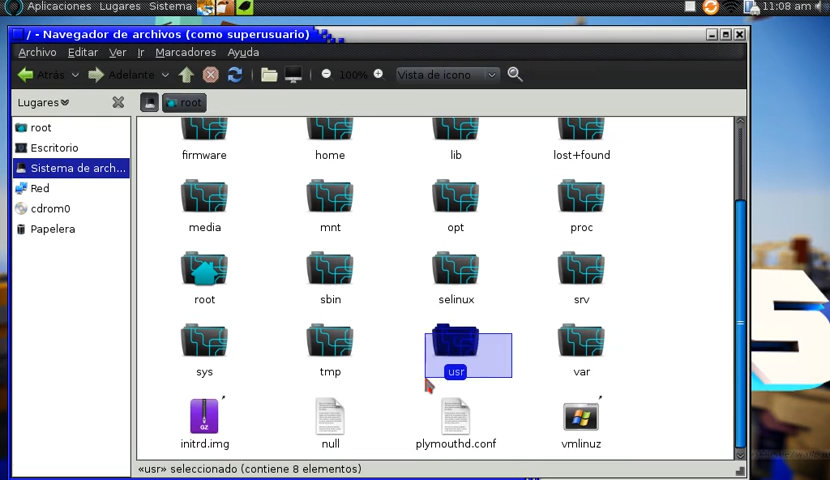 Aplicaciones Lugares Sistema 11:08 am
/ - Navegador de archivos (como superusuario)
Archivo Editar Ver Ir Marcadores Ayuda
Atrás Adelante 100% Vista de icono
Lugares root
root
Escritorio
Sistema de arch...
Red
cdrom0
Papelera
firmware home lib lost+found
media mnt opt proc
root sbin selinux srv
sys tmp usr var
GZ
initrd.img null plymouthd.conf vmlinuz
«usr» seleccionado (contiene 8 elementos)
S